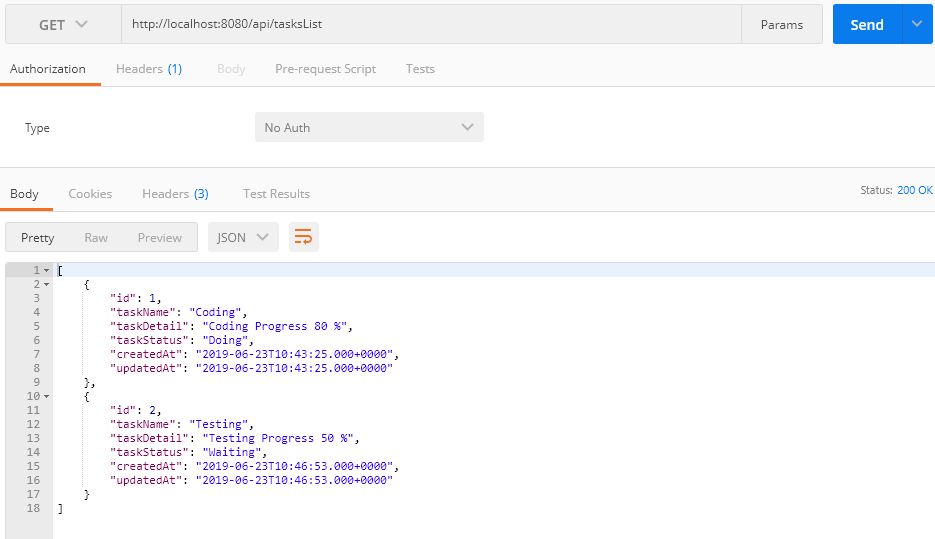 GET http://localhost:8080/api/tasksList Params Send
Authorization Headers (1) Body Pre-request Script Tests
Type No Auth
Body Cookies Headers (3) Test Results Status: 200 OK
Pretty Raw Preview JSON
1 [
2 {
3 "id": 1,
4 "taskName": "Coding",
5 "taskDetail": "Coding Progress 80 %",
6 "taskStatus": "Doing",
7 "createdAt": "2019-06-23T10:43:25.000+0000",
8 "updatedAt": "2019-06-23T10:43:25.000+0000"
9 },
10 {
11 "id": 2,
12 "taskName": "Testing",
13 "taskDetail": "Testing Progress 50 %",
14 "taskStatus": "Waiting",
15 "createdAt": "2019-06-23T10:46:53.000+0000",
16 "updatedAt": "2019-06-23T10:46:53.000+0000"
17 }
18 ]